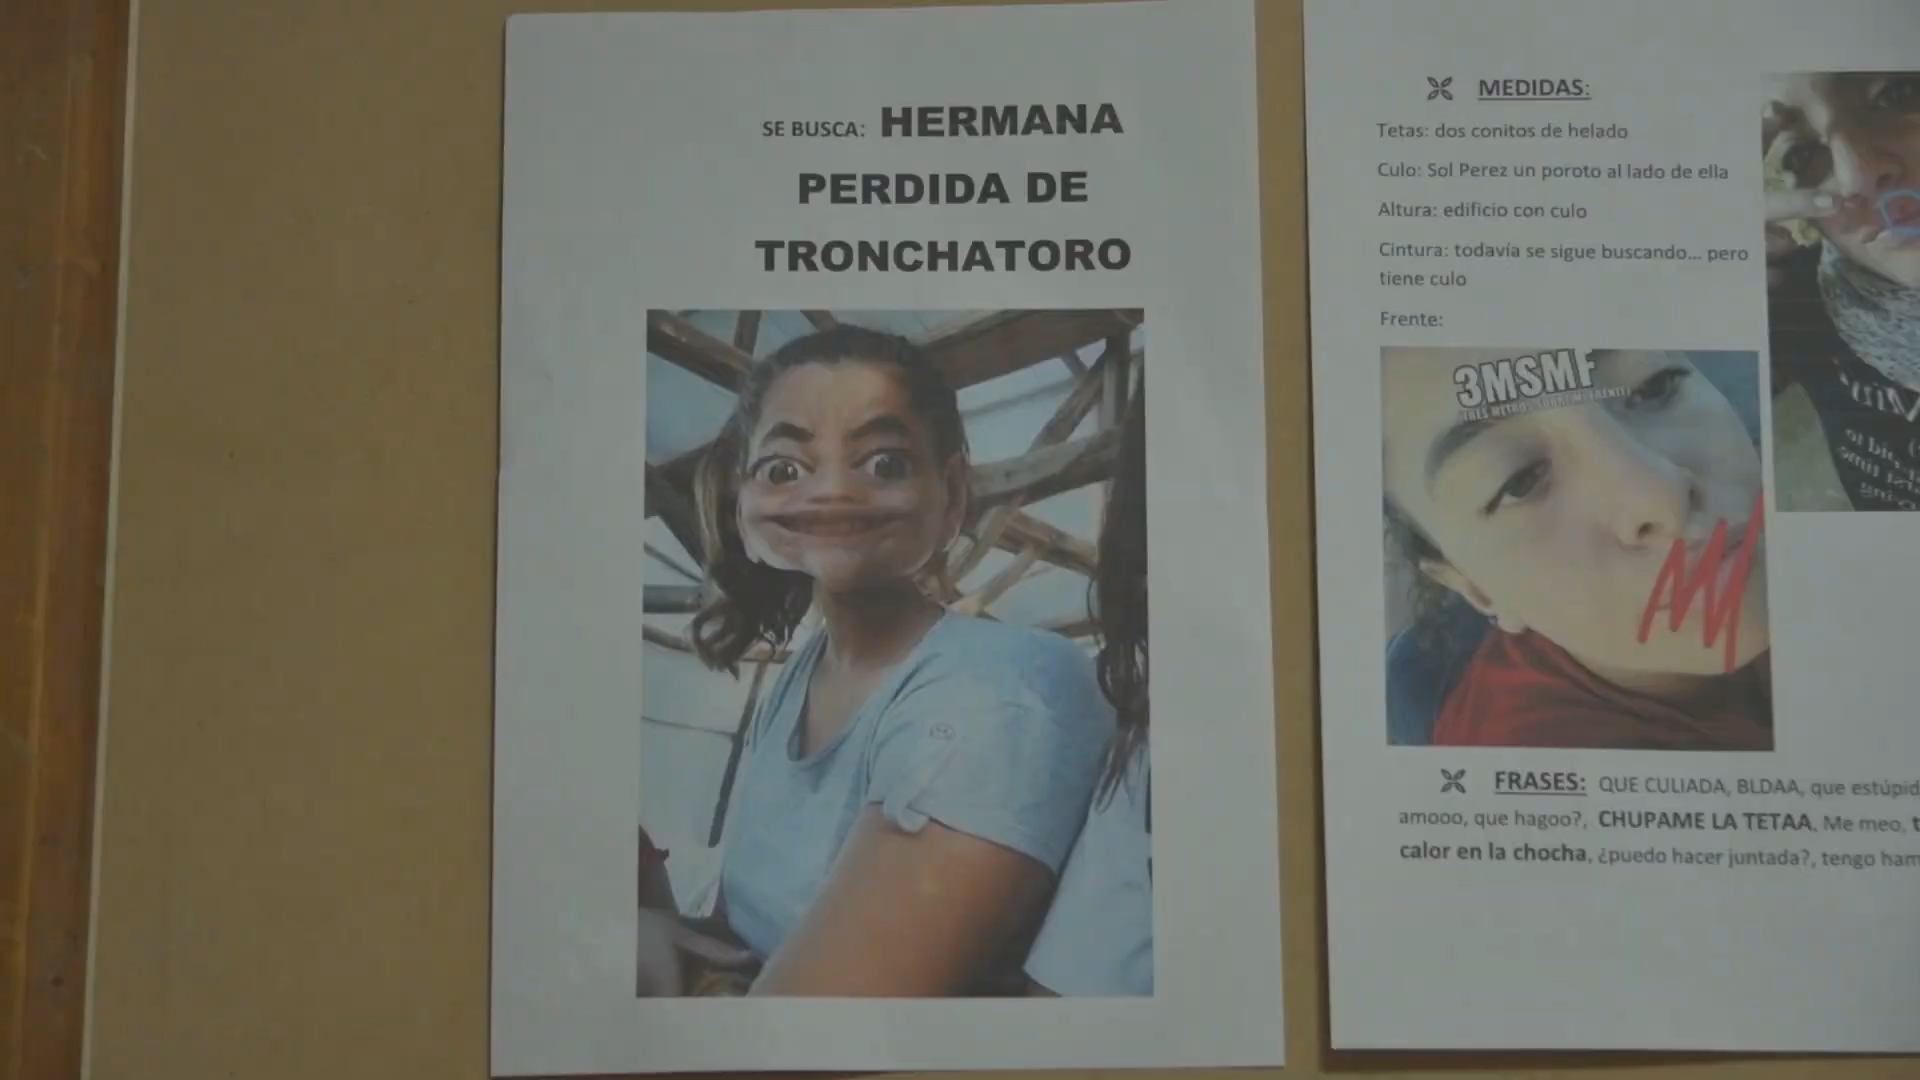 SE BUSCA: HERMANA
PERDIDA DE
TRONCHATORO
MEDIDAS:
Tetas: dos conitos de helado
Culo: Sol Perez un poroto al lado de ella
Altura: edificio con culo
Cintura: todavía se sigue buscando... pero
tiene culo
Frente:
3MSMF
FRASES: QUE CULIADA, BLDAA, que estúpid
amooo, que hagoo?, CHUPAME LA TETAA. Me meo, t
calor en la chocha, ¿puedo hacer juntada?, tengo ham